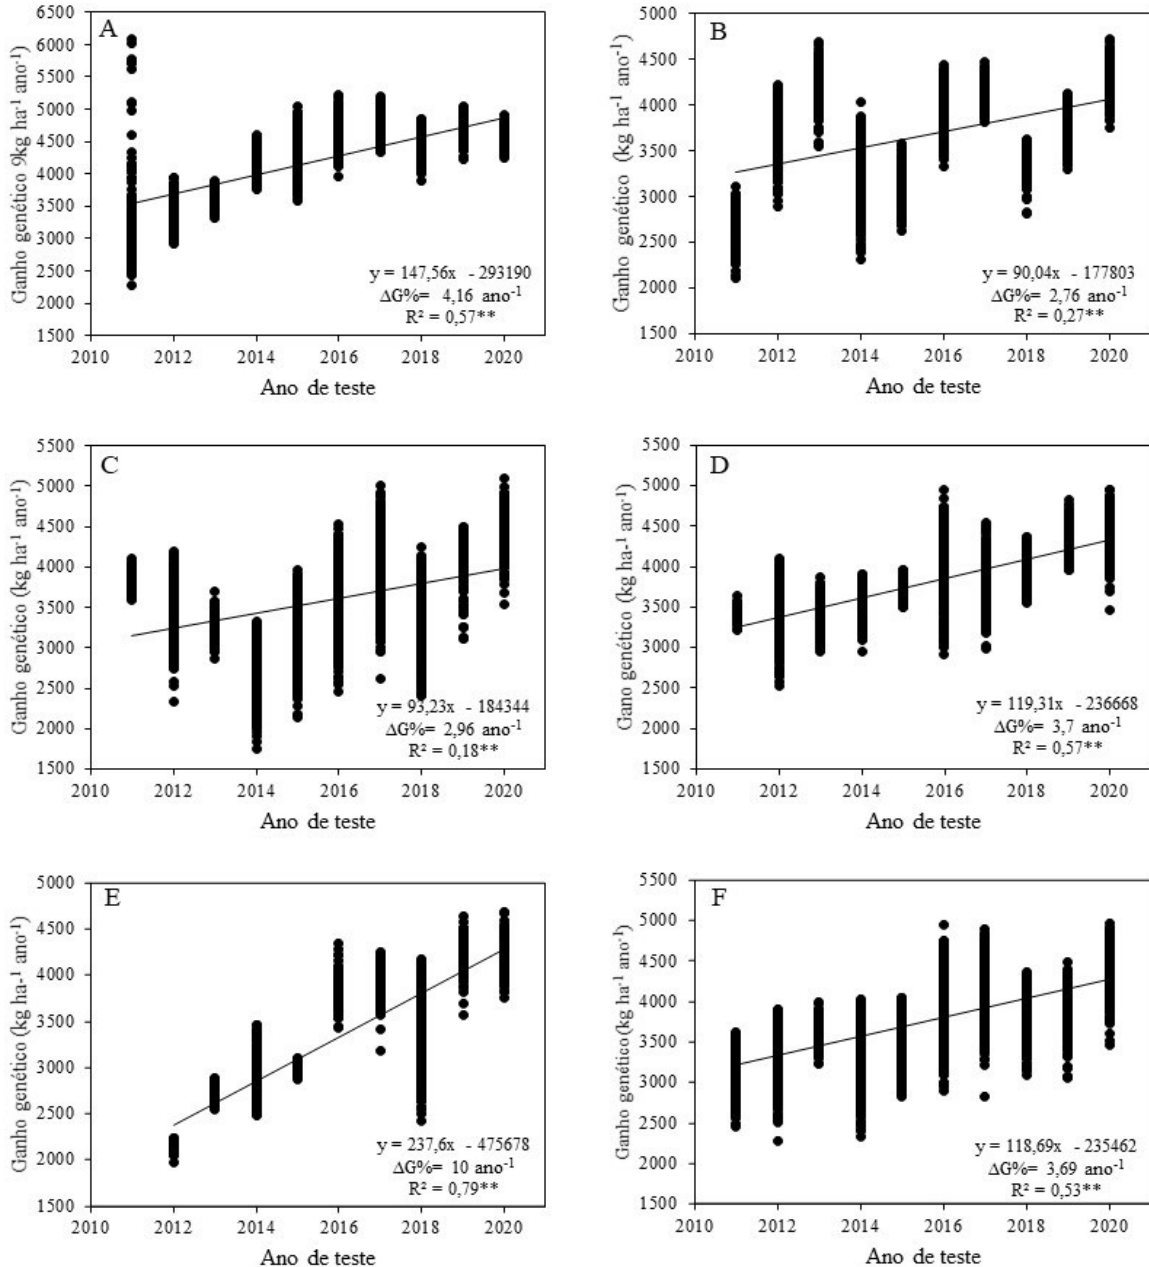 A
Ganho genético 9kg ha⁻¹ ano⁻¹)
6500
6000
5500
5000
4500
4000
3500
3000
2500
2000
1500
y = 147,56x - 293190
ΔG%= 4,16 ano⁻¹
R² = 0,57**
2010 2012 2014 2016 2018 2020
Ano de teste
B
Ganho genético (kg ha⁻¹ ano⁻¹)
5000
4500
4000
3500
3000
2500
2000
1500
y = 90,04x - 177803
ΔG%= 2,76 ano⁻¹
R² = 0,27**
2010 2012 2014 2016 2018 2020
Ano de teste
C
Ganho genético (kg ha⁻¹ ano⁻¹)
5500
5000
4500
4000
3500
3000
2500
2000
1500
y = 93,23x - 184344
ΔG%= 2,96 ano⁻¹
R² = 0,18**
2010 2012 2014 2016 2018 2020
Ano de teste
D
Gano genético (kg ha-¹ ano⁻¹)
5500
5000
4500
4000
3500
3000
2500
2000
1500
y = 119,31x - 236668
ΔG%= 3,7 ano⁻¹
R² = 0,57**
2010 2012 2014 2016 2018 2020
Ano de teste
E
Ganho genético (kg ha-¹ ano⁻¹)
5000
4500
4000
3500
3000
2500
2000
1500
y = 237,6x - 475678
ΔG%= 10 ano⁻¹
R² = 0,79**
2010 2012 2014 2016 2018 2020
Ano de teste
F
Ganho genético (kg ha-¹ ano⁻¹)
5500
5000
4500
4000
3500
3000
2500
2000
1500
y = 118,69x - 235462
ΔG%= 3,69 ano⁻¹
R² = 0,53**
2010 2012 2014 2016 2018 2020
Ano de teste